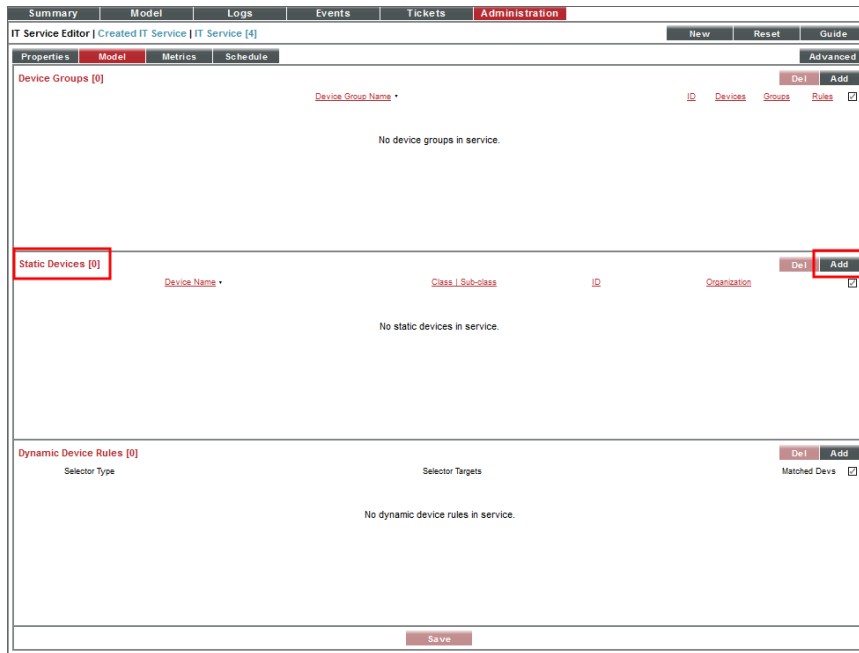 Summary Model Logs Events Tickets Administration
IT Service Editor | Created IT Service | IT Service [4] New Reset Guide
Properties Model Metrics Schedule Advanced
Device Groups [0] Del Add
Device Group Name ID Devices Groups Rules
No device groups in service.
Static Devices [0] Del Add
Device Name Class | Sub-class ID Organization
No static devices in service.
Dynamic Device Rules [0] Del Add
Selector Type Selector Targets Matched Devs
No dynamic device rules in service.
Save